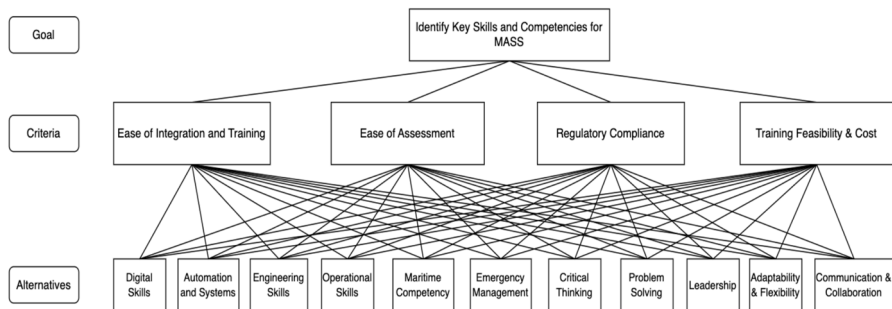 Goal
Identify Key Skills and Competencies for
MASS
Criteria
Ease of Integration and Training
Ease of Assessment
Regulatory Compliance
Training Feasibility & Cost
Alternatives
Digital
Skills
Automation
and Systems
Engineering
Skills
Operational
Skills
Maritime
Competency
Emergency
Management
Critical
Thinking
Problem
Solving
Leadership
Adaptability
& Flexibility
Communication &
Collaboration